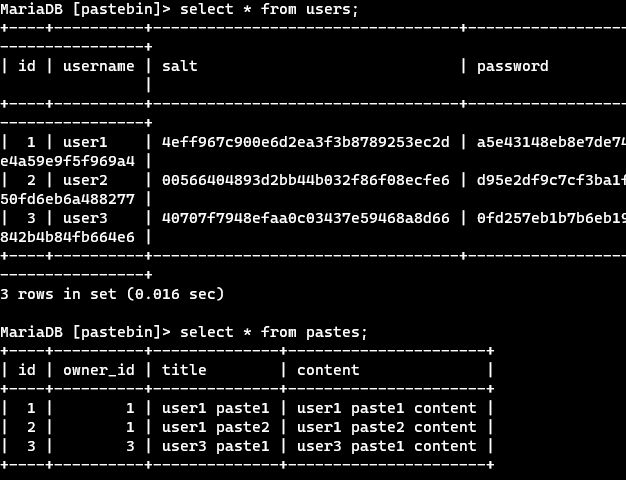 MariaDB [pastebin]> select * from users;
+----+----------+----------------------------------+-----------------
----------------+
| id | username | salt                             | password
                |
+----+----------+----------------------------------+-----------------
----------------+
|  1 | user1    | 4eff967c900e6d2ea3f3b8789253ec2d | a5e43148eb8e7de74
e4a59e9f5f969a4 |
|  2 | user2    | 00566404893d2bb44b032f86f08ecfe6 | d95e2df9c7cf3ba1f
50fd6eb6a488277 |
|  3 | user3    | 40707f7948efaa0c03437e59468a8d66 | 0fd257eb1b7b6eb19
842b4b84fb664e6 |
+----+----------+----------------------------------+-----------------
----------------+
3 rows in set (0.016 sec)

MariaDB [pastebin]> select * from pastes;
+----+----------+--------------+----------------------+
| id | owner_id | title        | content              |
+----+----------+--------------+----------------------+
|  1 |        1 | user1 paste1 | user1 paste1 content |
|  2 |        1 | user1 paste2 | user1 paste2 content |
|  3 |        3 | user3 paste1 | user3 paste1 content |
+----+----------+--------------+----------------------+